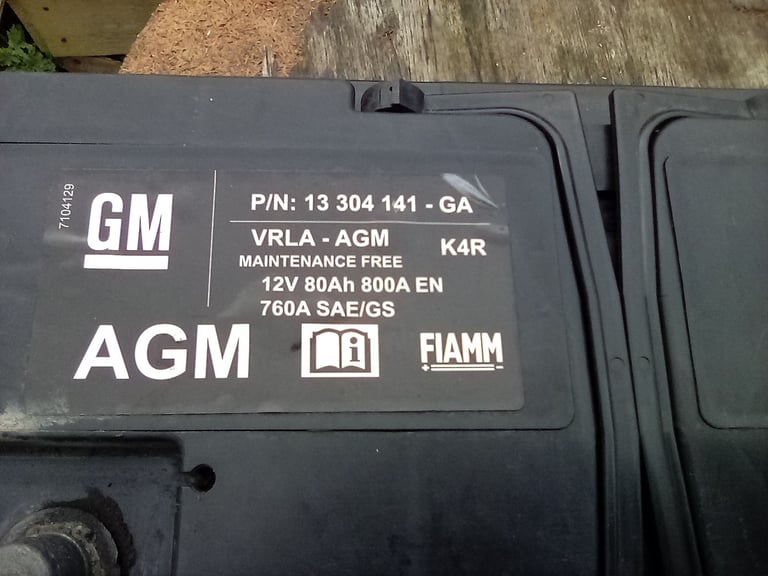 7104129
GM
P/N: 13 304 141 - GA
VRLA - AGM
K4R
MAINTENANCE FREE
12V 80Ah 800A EN
760A SAE/GS
AGM
i
FIAMM
+ -